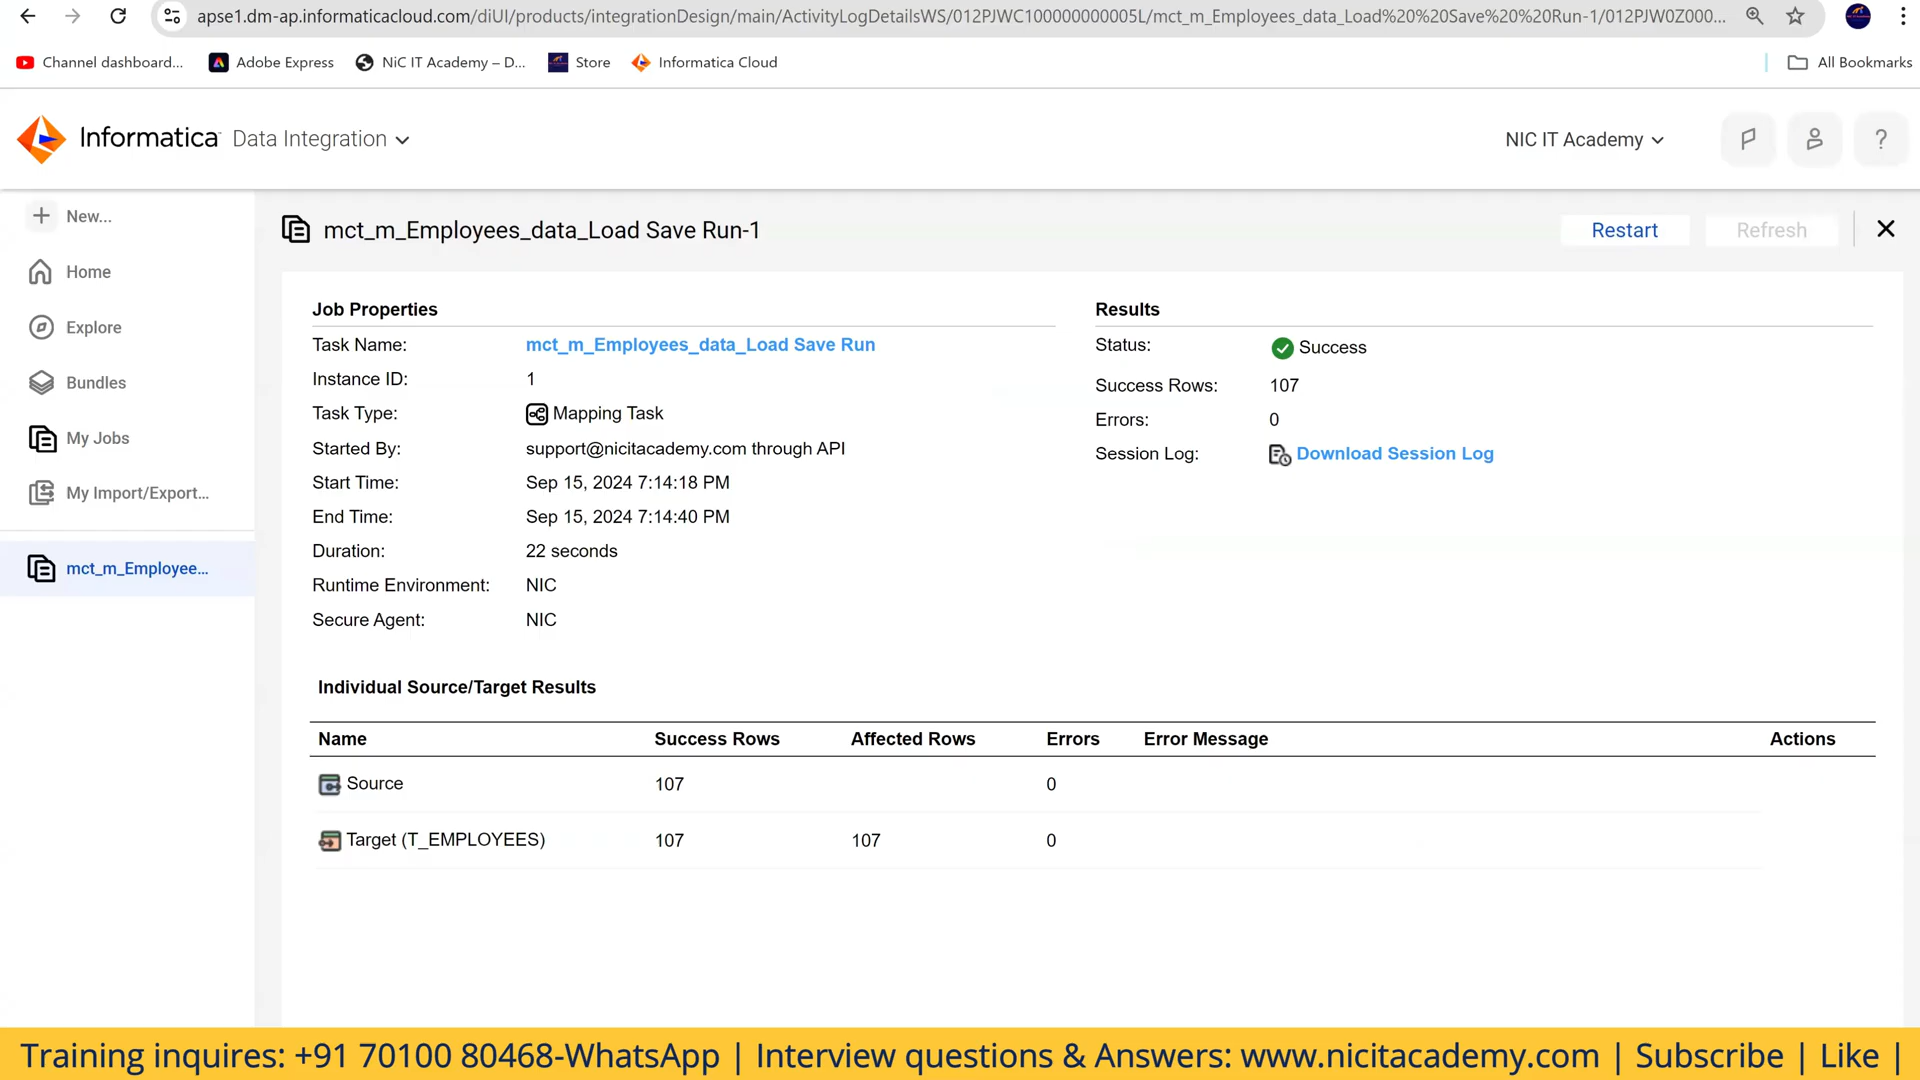 apse1.dm-ap.informaticacloud.com/diUI/products/integrationDesign/main/ActivityLogDetailsWS/012PJWC100000000005L/mct_m_Employees_data_Load%20%20Save%20%20Run-1/012PJW0Z000...
Channel dashboard... Adobe Express NiC IT Academy – D... Store Informatica Cloud All Bookmarks
Informatica Data Integration NIC IT Academy ?
New...
Home
Explore
Bundles
My Jobs
My Import/Export...
mct_m_Employee...
mct_m_Employees_data_Load Save Run-1 Restart Refresh
Job Properties
Task Name: mct_m_Employees_data_Load Save Run
Instance ID: 1
Task Type: Mapping Task
Started By: support@nicitacademy.com through API
Start Time: Sep 15, 2024 7:14:18 PM
End Time: Sep 15, 2024 7:14:40 PM
Duration: 22 seconds
Runtime Environment: NIC
Secure Agent: NIC
Results
Status: Success
Success Rows: 107
Errors: 0
Session Log: Download Session Log
Individual Source/Target Results
Name Success Rows Affected Rows Errors Error Message Actions
Source 107 0
Target (T_EMPLOYEES) 107 107 0
Training inquires: +91 70100 80468-WhatsApp | Interview questions & Answers: www.nicitacademy.com | Subscribe | Like |